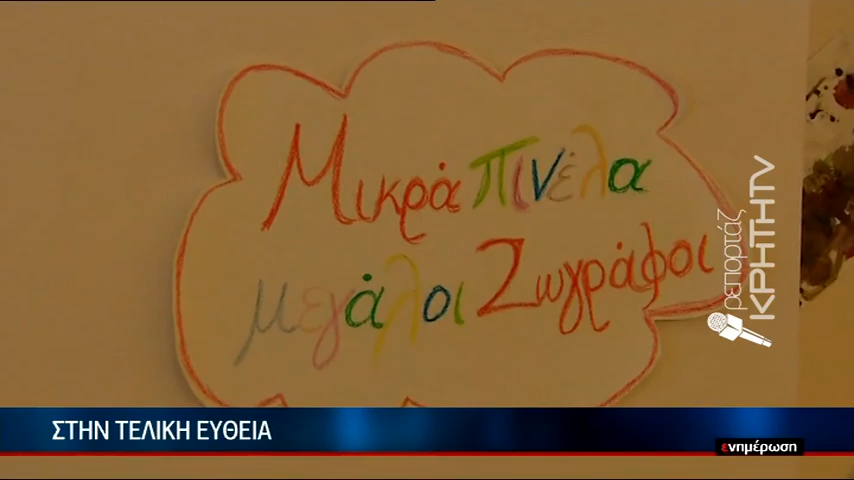 Μικρά πινέλα
μεγάλοι Ζωγράφοι
ρεπορτάζ
ΚΡΗΤΗTV
ΣΤΗΝ ΤΕΛΙΚΗ ΕΥΘΕΙΑ
ενημέρωση